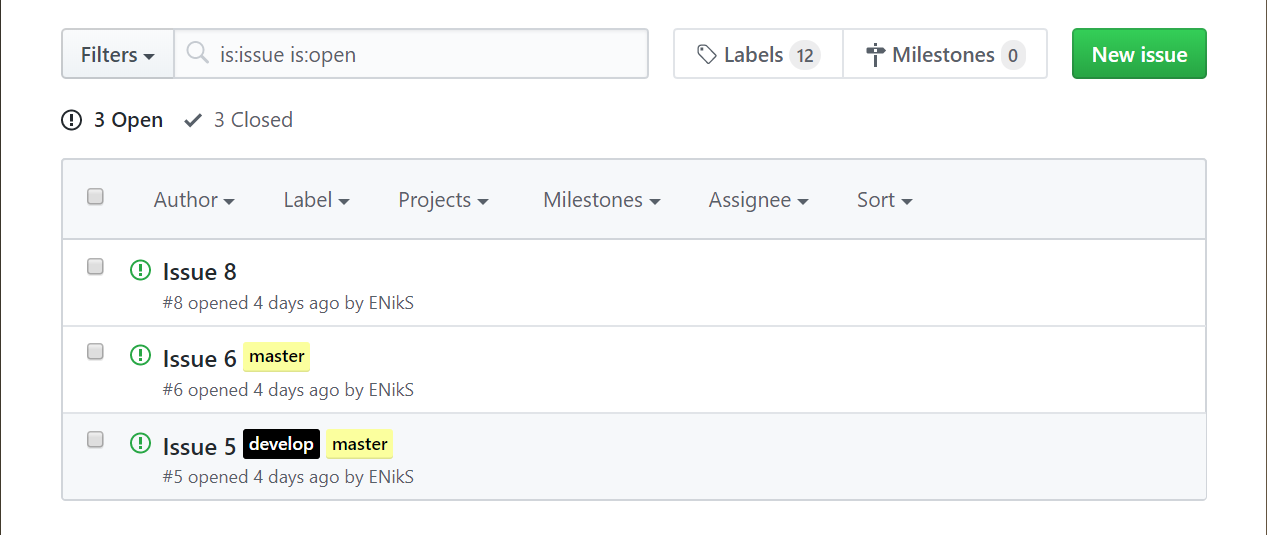 Filters is:issue is:open Labels 12 Milestones 0 New issue
3 Open 3 Closed
Author Label Projects Milestones Assignee Sort
Issue 8
#8 opened 4 days ago by ENikS
Issue 6 master
#6 opened 4 days ago by ENikS
Issue 5 develop master
#5 opened 4 days ago by ENikS